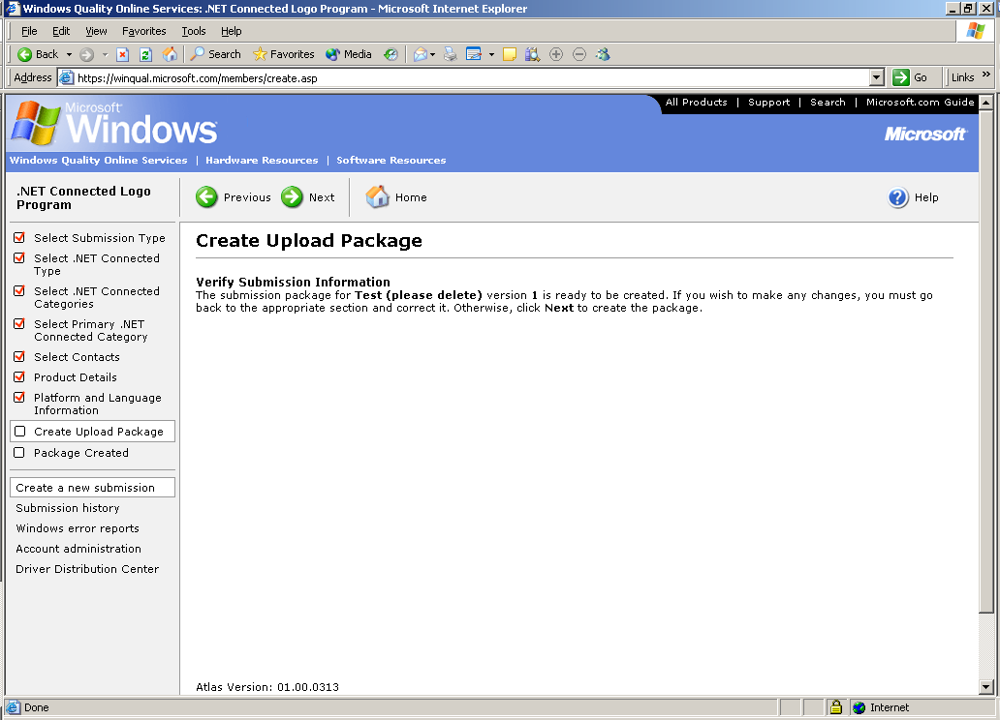 Windows Quality Online Services: .NET Connected Logo Program - Microsoft Internet Explorer
File Edit View Favorites Tools Help
Back Search Favorites Media
Address https://winqual.microsoft.com/members/create.asp Go Links »
All Products | Support | Search | Microsoft.com Guide
Microsoft
Windows
Microsoft
Windows Quality Online Services | Hardware Resources | Software Resources
.NET Connected Logo
Program
Previous Next Home Help
Select Submission Type
Select .NET Connected
Type
Select .NET Connected
Categories
Select Primary .NET
Connected Category
Select Contacts
Product Details
Platform and Language
Information
Create Upload Package
Package Created
Create a new submission
Submission history
Windows error reports
Account administration
Driver Distribution Center
Create Upload Package
Verify Submission Information
The submission package for Test (please delete) version 1 is ready to be created. If you wish to make any changes, you must go
back to the appropriate section and correct it. Otherwise, click Next to create the package.
Atlas Version: 01.00.0313
Done Internet